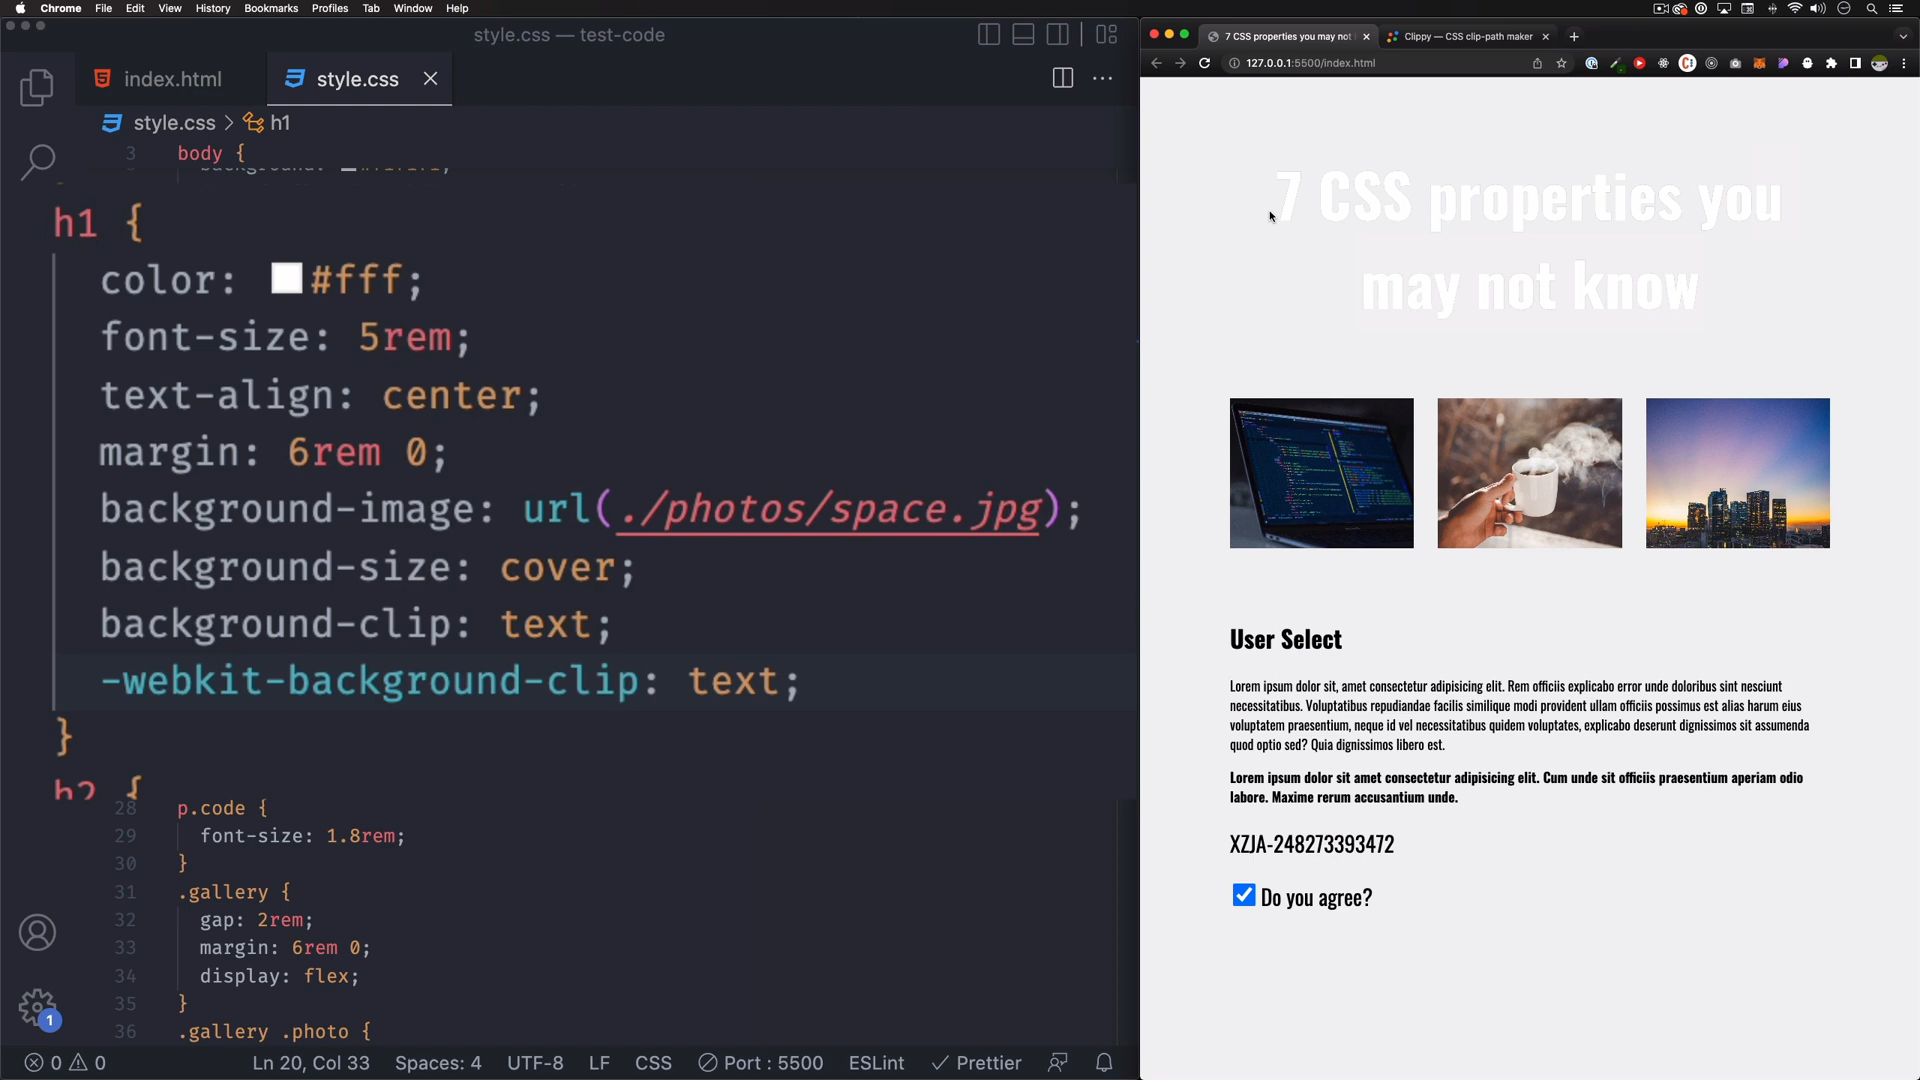 Chrome File Edit View History Bookmarks Profiles Tab Window Help
style.css — test-code
index.html
style.css
style.css > h1
3 body {
h1 {
color: #fff;
font-size: 5rem;
text-align: center;
margin: 6rem 0;
background-image: url(./photos/space.jpg);
background-size: cover;
background-clip: text;
-webkit-background-clip: text;
}
h2 {
28 p.code {
29 font-size: 1.8rem;
30 }
31 .gallery {
32 gap: 2rem;
33 margin: 6rem 0;
34 display: flex;
35 }
36 .gallery .photo {
1
0 0 Ln 20, Col 33 Spaces: 4 UTF-8 LF CSS Port : 5500 ESLint Prettier
7 CSS properties you may not
Clippy — CSS clip-path maker
127.0.0.1:5500/index.html
7 CSS properties you
may not know
User Select
Lorem ipsum dolor sit, amet consectetur adipisicing elit. Rem officiis explicabo error unde doloribus sint nesciunt
necessitatibus. Voluptatibus repudiandae facilis similique modi provident ullam officiis possimus est alias harum eius
voluptatem praesentium, neque id vel necessitatibus quidem voluptates, explicabo deserunt dignissimos sit assumenda
quod optio sed? Quia dignissimos libero est.
Lorem ipsum dolor sit amet consectetur adipisicing elit. Cum unde sit officiis praesentium aperiam odio
labore. Maxime rerum accusantium unde.
XZJA-248273393472
Do you agree?